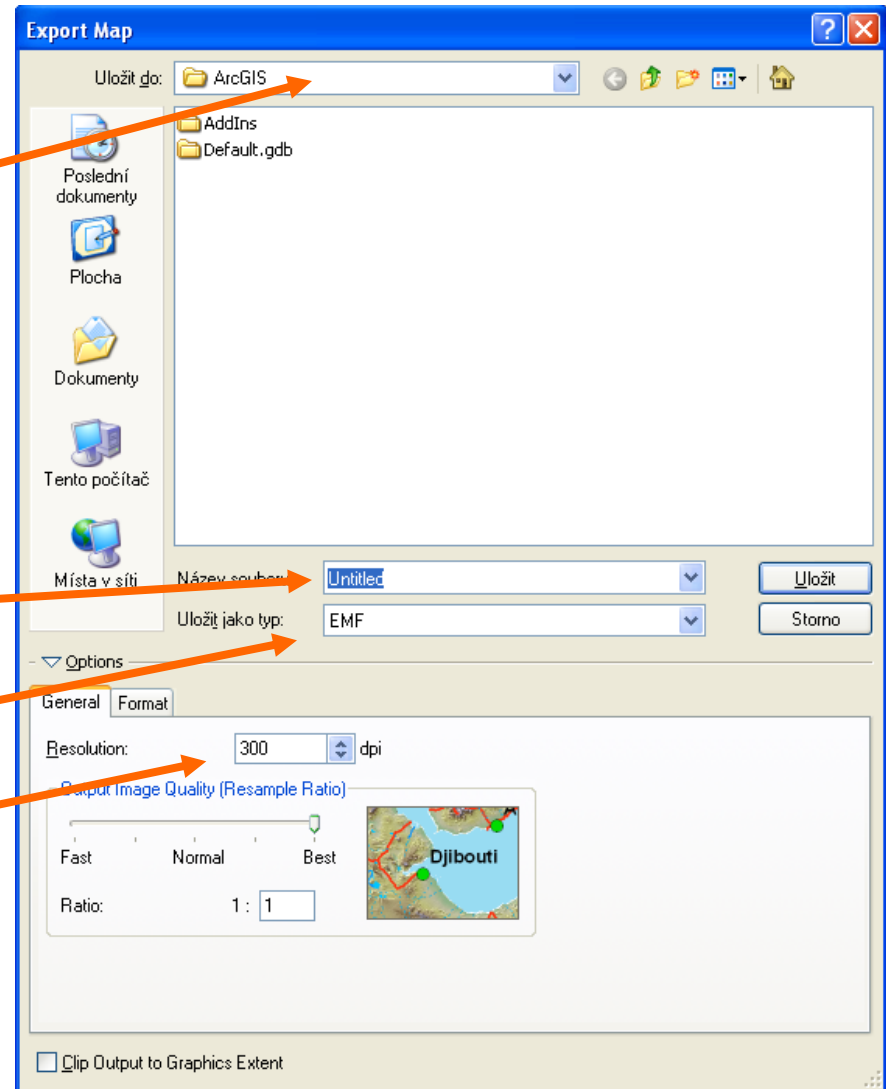 Export Map
Uložit do: ArcGIS
AddIns
Default.gdb
Poslední
dokumenty
Plocha
Dokumenty
Tento počítač
Místa v síti
Název soubor Untitled
Uložit
Uložit jako typ: EMF
Storno
Options
General Format
Resolution: 300 dpi
Output Image Quality (Resample Ratio)
Fast Normal Best
Djibouti
Ratio: 1 : 1
Clip Output to Graphics Extent